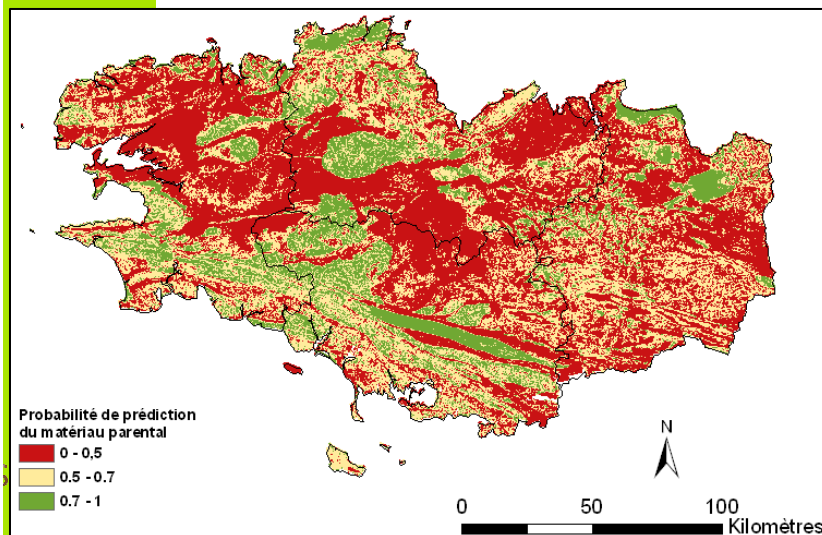 Probabilité de prédiction
du matériau parental
0 - 0,5
0.5 - 0.7
0.7 - 1
N
0 50 100
Kilomètres